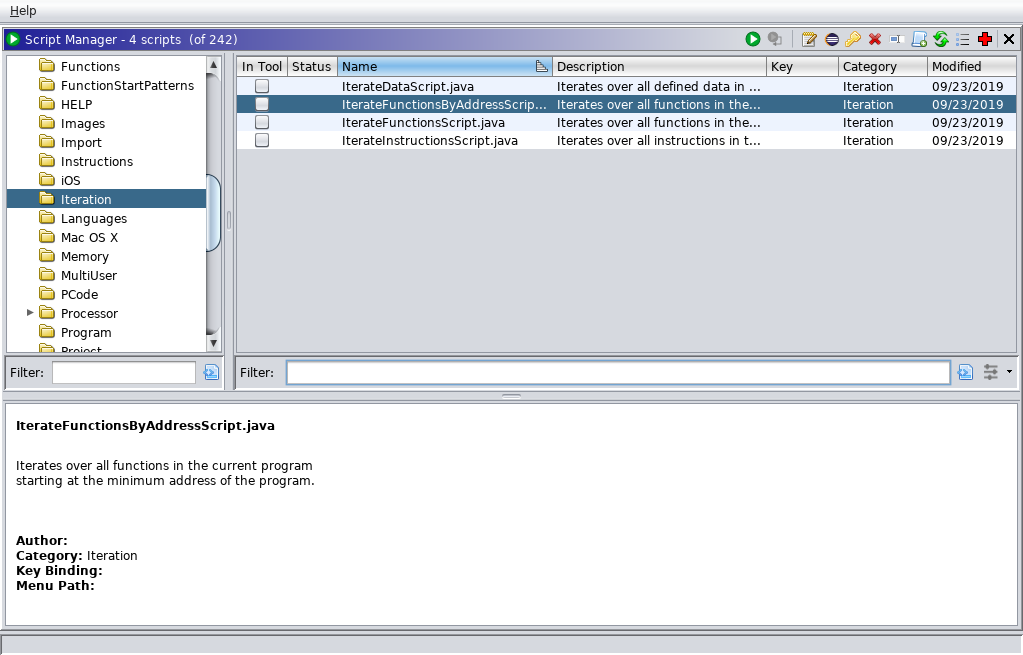 Help
Script Manager - 4 scripts  (of 242)
Functions
FunctionStartPatterns
HELP
Images
Import
Instructions
iOS
Iteration
Languages
Mac OS X
Memory
MultiUser
PCode
Processor
Program
Project
Filter:
In Tool Status Name Description Key Category Modified
IterateDataScript.java Iterates over all defined data in ... Iteration 09/23/2019
IterateFunctionsByAddressScrip... Iterates over all functions in the... Iteration 09/23/2019
IterateFunctionsScript.java Iterates over all functions in the... Iteration 09/23/2019
IterateInstructionsScript.java Iterates over all instructions in t... Iteration 09/23/2019
Filter:
IterateFunctionsByAddressScript.java
Iterates over all functions in the current program
starting at the minimum address of the program.
Author:
Category: Iteration
Key Binding:
Menu Path: